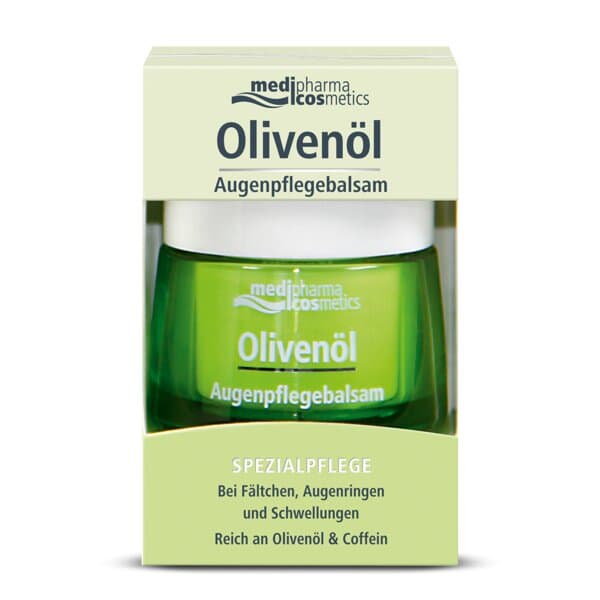 medipharma
cosmetics
Olivenöl
Augenpflegebalsam
medipharma
cosmetics
Olivenöl
Augenpflegebalsam
SPEZIALPFLEGE
Bei Fältchen, Augenringen
und Schwellungen
Reich an Olivenöl & Coffein